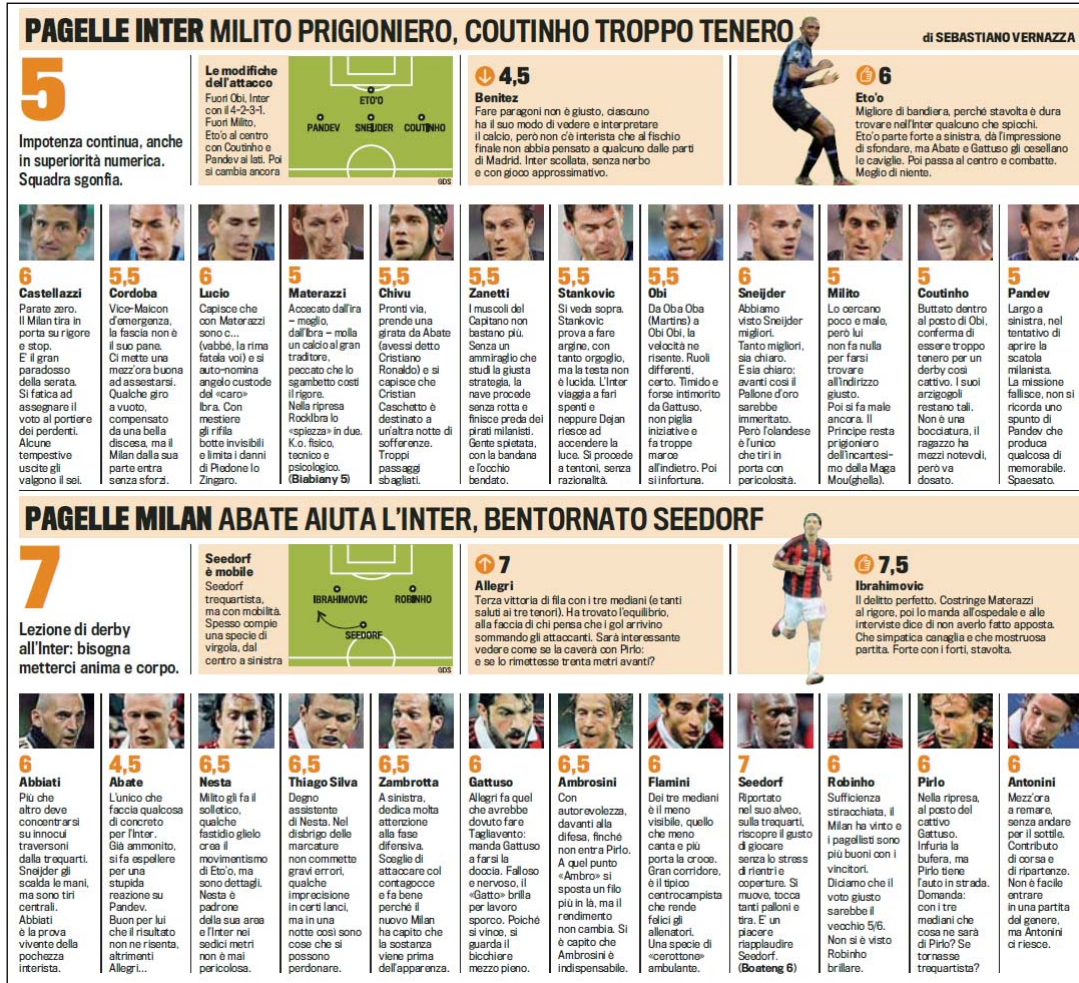 PAGELLE INTER MILITO PRIGIONIERO, COUTINHO TROPPO TENERO
di SEBASTIANO VERNAZZA
5
Impotenza continua, anche
in superiorità numerica.
Squadra sgonfia.
Le modifiche
dell'attacco
Fuori Obi, Inter
con il 4-2-3-1.
Fuori Milito,
Eto'o al centro
con Coutinho e
Pandev ai lati. Poi
si cambia ancora
ETO'O
PANDEV SNEIJDER COUTINHO
GDS
4,5
Benitez
Fare paragoni non è giusto, ciascuno
ha il suo modo di vedere e interpretare
il calcio, però non c'è interista che al fischio
finale non abbia pensato a qualcuno dalle parti
di Madrid. Inter scollata, senza nerbo
e con gioco approssimativo.
6
Eto'o
Migliore di bandiera, perché stavolta è dura
trovare nell'Inter qualcuno che spicchi.
Eto'o parte forte a sinistra, dà l'impressione
di sfondare, ma Abate e Gattuso gli cesellano
le caviglie. Poi passa al centro e combatte.
Meglio di niente.
6
Castellazzi
Parate zero.
Il Milan tira in
porta su rigore
e stop.
E' il gran
paradosso
della serata.
Si fatica ad
assegnare il
voto al portiere
dei perdenti.
Alcune
tempestive
uscite gli
valgono il sei.
5,5
Cordoba
Vice-Maicon
d'emergenza,
la fascia non è
il suo pane.
Ci mette una
mezz'ora buona
ad assestarsi.
Qualche giro
a vuoto,
compensato
da una bella
discesa, ma il
Milan dalla sua
parte entra
senza sforzi.
6
Lucio
Capisce che
con Materazzi
sono c...
(vabbé, la rima
fatela voi) e si
auto-nomina
angelo custode
del «caro»
Ibra. Con
mestiere
gli rifila
botte invisibili
e limita i danni
di Piedone lo
Zingaro.
5
Materazzi
Accecato dall'ira
– meglio,
dall'Ibra – molla
un calcio al gran
traditore,
peccato che lo
sgambetto costi
il rigore.
Nella ripresa
RockIbra lo
«spiezza» in due.
K.o. fisico,
tecnico e
psicologico.
(Biabiany 5)
5,5
Chivu
Pronti via,
prende una
girata da Abate
(avessi detto
Cristiano
Ronaldo) e si
capisce che
Cristian
Caschetto è
destinato a
un'altra notte di
sofferenze.
Troppi
passaggi
sbagliati.
5,5
Zanetti
I muscoli del
Capitano non
bastano più.
Senza un
ammiraglio che
studi la giusta
strategia, la
nave procede
senza rotta e
finisce preda dei
pirati milanisti.
Gente spietata,
con la bandana
e l'occhio
bendato.
5,5
Stankovic
Si veda sopra.
Stankovic
prova a fare
argine, con
tanto orgoglio,
ma la testa non
è lucida. L'Inter
viaggia a fari
spenti e
neppure Dejan
riesce ad
accendere la
luce. Si procede
a tentoni, senza
razionalità.
5,5
Obi
Da Oba Oba
(Martins) a
Obi Obi, la
velocità ne
risente. Ruoli
differenti,
certo. Timido e
forse intimorito
da Gattuso,
non piglia
iniziative e
fa troppe
marce
all'indietro. Poi
si infortuna.
6
Sneijder
Abbiamo
visto Sneijder
migliori.
Tanto migliori,
sia chiaro.
E sia chiaro:
avanti così il
Pallone d'oro
sarebbe
immeritato.
Però l'olandese
è l'unico
che tiri in
porta con
pericolosità.
5
Milito
Lo cercano
poco e male,
però lui
non fa nulla
per farsi
trovare
all'indirizzo
giusto.
Poi si fa male
ancora. Il
Principe resta
prigioniero
dell'incantesi-
mo della Maga
Mou(ghella).
5
Coutinho
Buttato dentro
al posto di Obi,
conferma di
essere troppo
tenero per un
derby così
cattivo. I suoi
arzigogoli
restano tali.
Non è una
bocciatura, il
ragazzo ha
mezzi notevoli,
però va
dosato.
5
Pandev
Largo a
sinistra, nel
tentativo di
aprire la
scatola
milanista.
La missione
fallisce, non si
ricorda uno
spunto di
Pandev che
produca
qualcosa di
memorabile.
Spaesato.
PAGELLE MILAN ABATE AIUTA L'INTER, BENTORNATO SEEDORF
7
Lezione di derby
all'Inter: bisogna
metterci anima e corpo.
Seedorf
è mobile
Seedorf
trequartista,
ma con mobilità.
Spesso compie
una specie di
virgola, dal
centro a sinistra
IBRAHIMOVIC ROBINHO
SEEDORF
GDS
7
Allegri
Terza vittoria di fila con i tre mediani (e tanti
saluti ai tre tenori). Ha trovato l'equilibrio,
alla faccia di chi pensa che i gol arrivino
sommando gli attaccanti. Sarà interessante
vedere come se la caverà con Pirlo:
e se lo rimettesse trenta metri avanti?
7,5
Ibrahimovic
Il delitto perfetto. Costringe Materazzi
al rigore, poi lo manda all'ospedale e alle
interviste dice di non averlo fatto apposta.
Che simpatica canaglia e che mostruosa
partita. Forte con i forti, stavolta.
6
Abbiati
Più che
altro deve
concentrarsi
su innocui
traversoni
dalla trequarti.
Sneijder gli
scalda le mani,
ma sono tiri
centrali.
Abbiati
è la prova
vivente della
pochezza
interista.
4,5
Abate
L'unico che
faccia qualcosa
di concreto
per l'Inter.
Già ammonito,
si fa espellere
per una
stupida
reazione su
Pandev.
Buon per lui
che il risultato
non ne risenta,
altrimenti
Allegri...
6,5
Nesta
Milito gli fa il
solletico,
qualche
fastidio glielo
crea il
movimentismo
di Eto'o, ma
sono dettagli.
Nesta è
padrone
della sua area
e l'Inter nei
sedici metri
non è mai
pericolosa.
6,5
Thiago Silva
Degno
assistente
di Nesta. Nel
disbrigo delle
marcature
non commette
gravi errori,
qualche
imprecisione
in certi lanci,
ma in una
notte così sono
cose che si
possono
perdonare.
6,5
Zambrotta
A sinistra,
dedica molta
attenzione
alla fase
difensiva.
Sceglie di
attaccare col
contagocce
e fa bene
perché il
nuovo Milan
ha capito che
la sostanza
viene prima
dell'apparenza.
6
Gattuso
Allegri fa quel
che avrebbe
dovuto fare
Tagliavento:
manda Gattuso
a farsi la
doccia. Falloso
e nervoso, il
«Gatto» brilla
per lavoro
sporco. Poiché
si vince, si
guarda il
bicchiere
mezzo pieno.
6,5
Ambrosini
Con
autorevolezza,
davanti alla
difesa, finché
non entra Pirlo.
A quel punto
«Ambro» si
sposta un filo
più in là, ma il
rendimento
non cambia. Si
è capito che
Ambrosini è
indispensabile.
6
Flamini
Dei tre mediani
è il meno
visibile, quello
che meno
canta e più
porta la croce.
Gran corridore,
è il tipico
centrocampista
che rende
felici gli
allenatori.
Una specie di
«cerottone»
ambulante.
7
Seedorf
Riportato
nel suo alveo,
sulla trequarti,
riscopre il gusto
di giocare
senza lo stress
di rientri e
coperture. Si
muove, tocca
tanti palloni e
tira. E' un
piacere
riapplaudire
Seedorf.
(Boateng 6)
6
Robinho
Sufficienza
stiracchiata, il
Milan ha vinto e
i pagellisti sono
più buoni con i
vincitori.
Diciamo che il
voto giusto
sarebbe il
vecchio 5/6.
Non si è visto
Robinho
brillare.
6
Pirlo
Nella ripresa,
al posto del
cattivo
Gattuso.
Infuria la
bufera, ma
Pirlo tiene
l'auto in strada.
Domanda:
con i tre
mediani che
cosa ne sarà
di Pirlo? Se
tornasse
trequartista?
6
Antonini
Mezz'ora
a remare,
senza andare
per il sottile.
Contributo
di corsa e
di ripartenze.
Non è facile
entrare
in una partita
del genere,
ma Antonini
ci riesce.